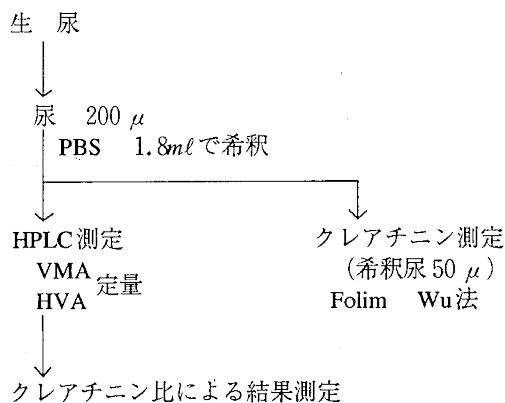 生 尿
尿 200 μ
PBS 1.8mlで希釈
HPLC測定
VMA
HVA
定量
クレアチニン測定
(希釈尿50 μ)
Folim Wu法
クレアチニン比による結果測定